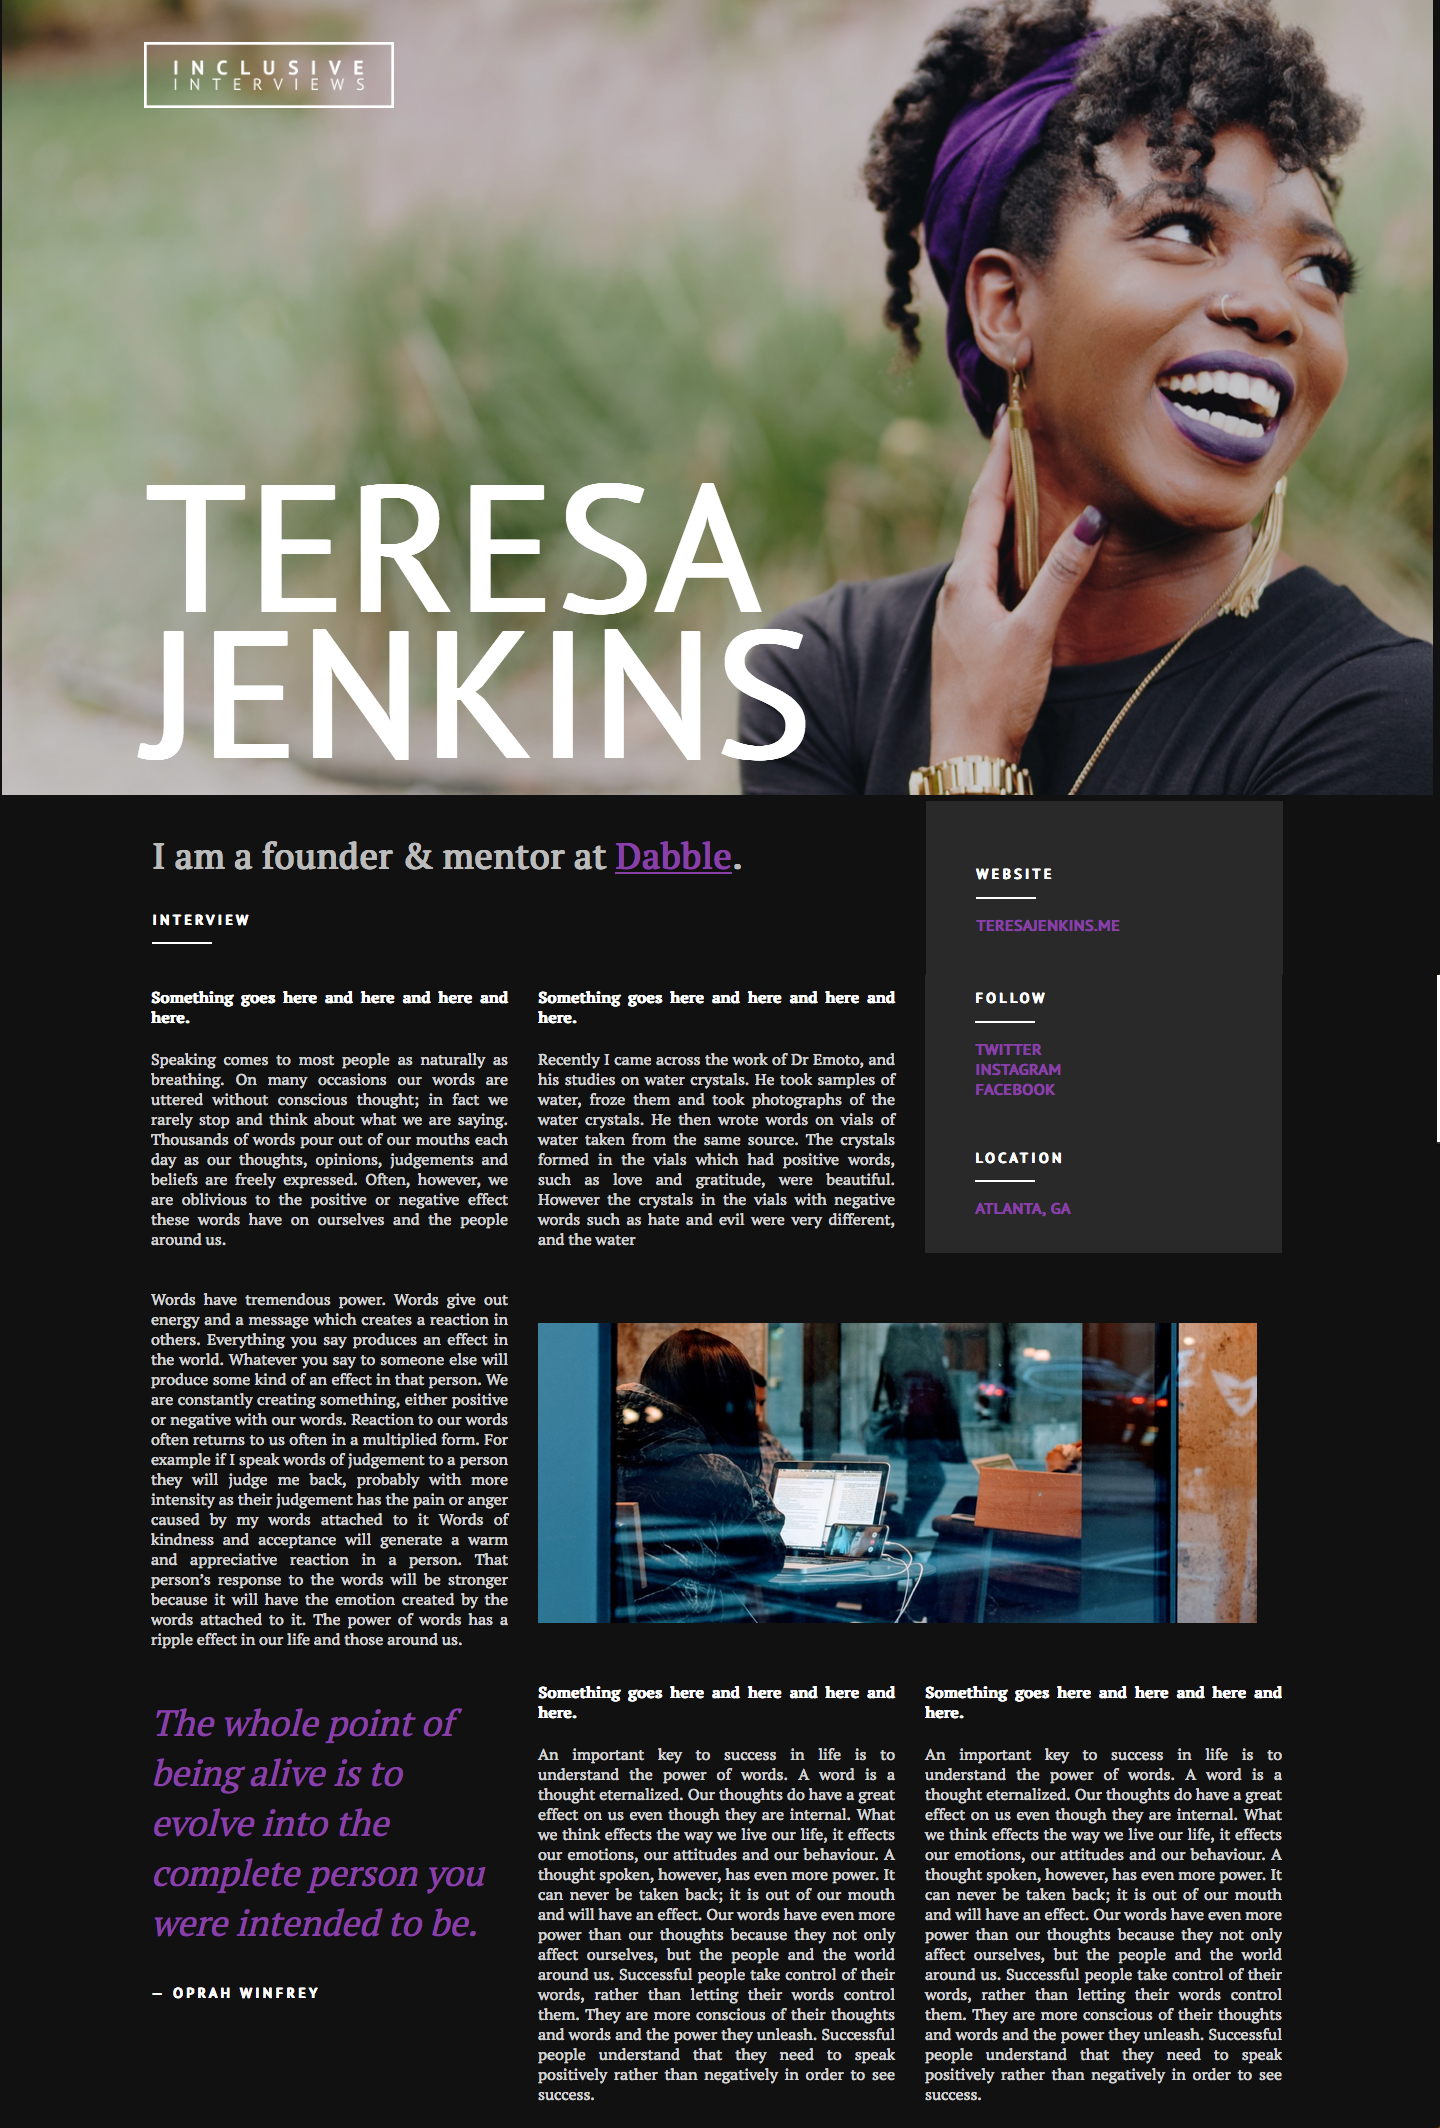 INCLUSIVE
INTERVIEWS
TERESA
JENKINS
I am a founder & mentor at Dabble.
INTERVIEW
Something goes here and here and here and
here.
Speaking comes to most people as naturally as
breathing. On many occasions our words are
uttered without conscious thought; in fact we
rarely stop and think about what we are saying.
Thousands of words pour out of our mouths each
day as our thoughts, opinions, judgements and
beliefs are freely expressed. Often, however, we
are oblivious to the positive or negative effect
these words have on ourselves and the people
around us.
Words have tremendous power. Words give out
energy and a message which creates a reaction in
others. Everything you say produces an effect in
the world. Whatever you say to someone else will
produce some kind of an effect in that person. We
are constantly creating something, either positive
or negative with our words. Reaction to our words
often returns to us often in a multiplied form. For
example if I speak words of judgement to a person
they will judge me back, probably with more
intensity as their judgement has the pain or anger
caused by my words attached to it Words of
kindness and acceptance will generate a warm
and appreciative reaction in a person. That
person's response to the words will be stronger
because it will have the emotion created by the
words attached to it. The power of words has a
ripple effect in our life and those around us.
Something goes here and here and here and
here.
Recently I came across the work of Dr Emoto, and
his studies on water crystals. He took samples of
water, froze them and took photographs of the
water crystals. He then wrote words on vials of
water taken from the same source. The crystals
formed in the vials which had positive words,
such as love and gratitude, were beautiful.
However the crystals in the vials with negative
words such as hate and evil were very different,
and the water
WEBSITE
TERESAJENKINS.ME
FOLLOW
TWITTER
INSTAGRAM
FACEBOOK
LOCATION
ATLANTA, GA
The whole point of
being alive is to
evolve into the
complete person you
were intended to be.
— OPRAH WINFREY
Something goes here and here and here and
here.
An important key to success in life is to
understand the power of words. A word is a
thought eternalized. Our thoughts do have a great
effect on us even though they are internal. What
we think effects the way we live our life, it effects
our emotions, our attitudes and our behaviour. A
thought spoken, however, has even more power. It
can never be taken back; it is out of our mouth
and will have an effect. Our words have even more
power than our thoughts because they not only
affect ourselves, but the people and the world
around us. Successful people take control of their
words, rather than letting their words control
them. They are more conscious of their thoughts
and words and the power they unleash. Successful
people understand that they need to speak
positively rather than negatively in order to see
success.
Something goes here and here and here and
here.
An important key to success in life is to
understand the power of words. A word is a
thought eternalized. Our thoughts do have a great
effect on us even though they are internal. What
we think effects the way we live our life, it effects
our emotions, our attitudes and our behaviour. A
thought spoken, however, has even more power. It
can never be taken back; it is out of our mouth
and will have an effect. Our words have even more
power than our thoughts because they not only
affect ourselves, but the people and the world
around us. Successful people take control of their
words, rather than letting their words control
them. They are more conscious of their thoughts
and words and the power they unleash. Successful
people understand that they need to speak
positively rather than negatively in order to see
success.